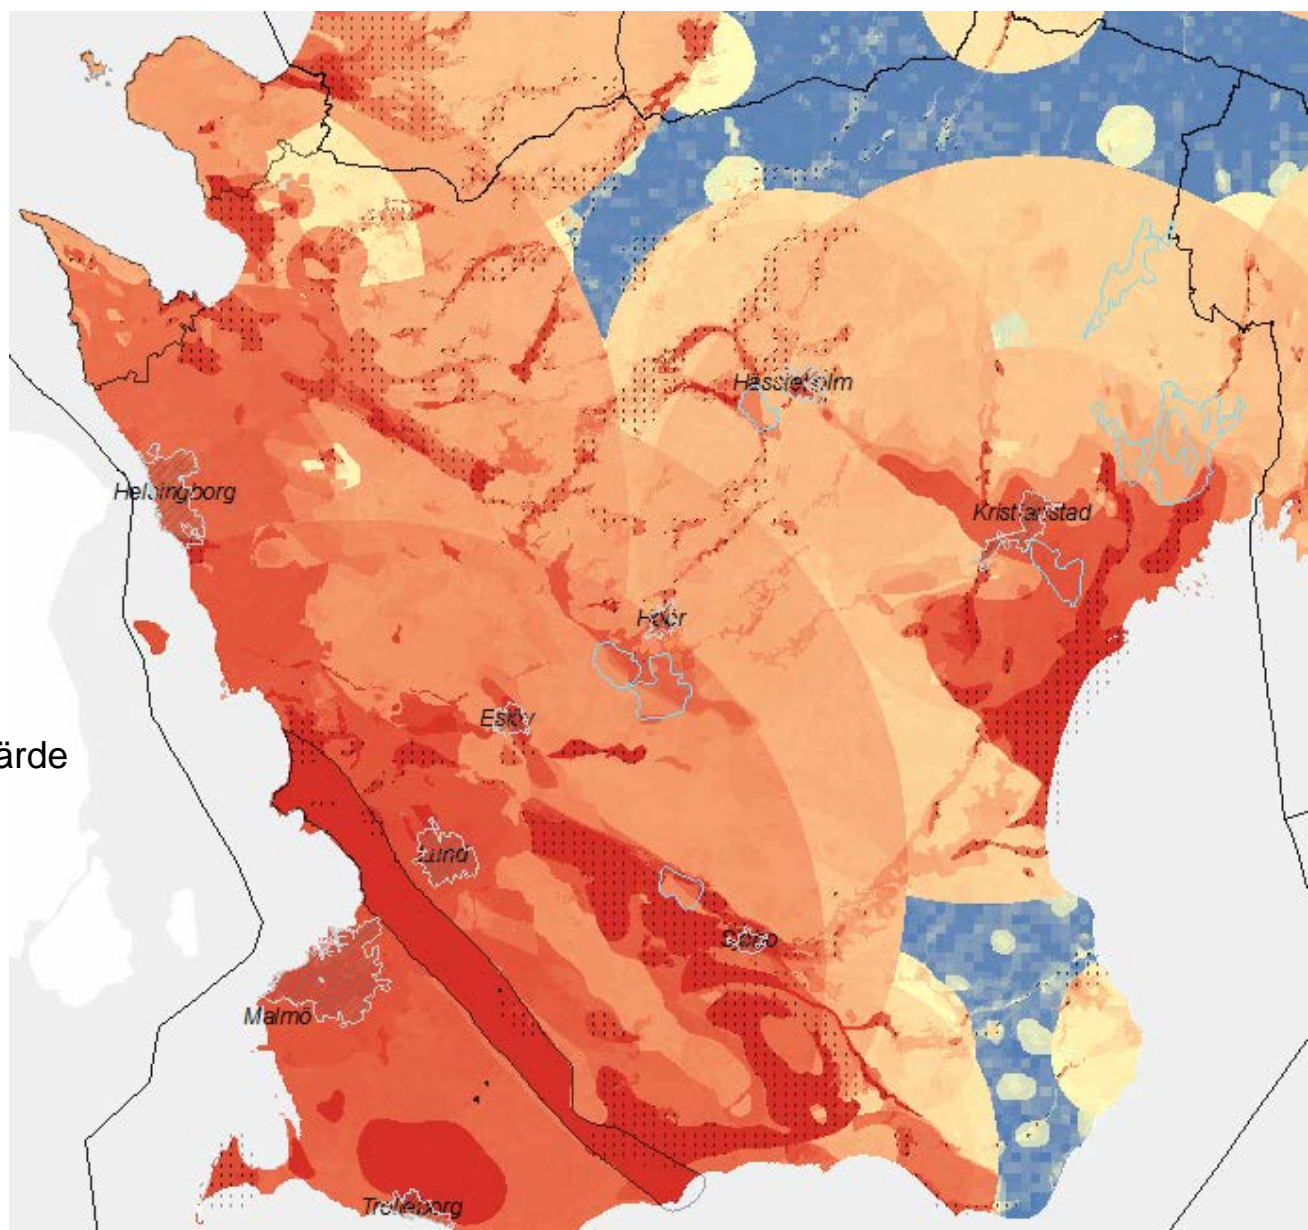 Hässleholm
Helsingborg
Kristianstad
Höör
Eslöv
ärde
Lund
Sjöbo
Malmö
Trelleborg